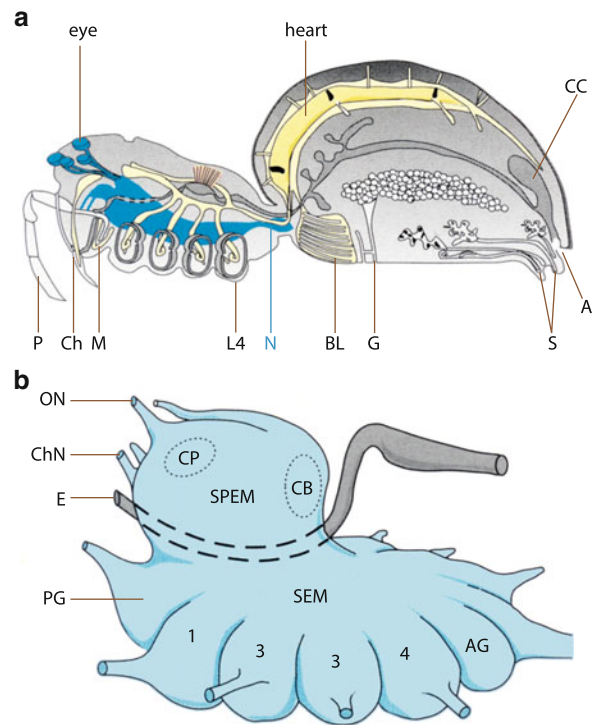 a
eye heart
CC
A
P Ch M L4 N BL G S
b
ON
ChN
CP
E
SPEM CB
PG
SEM
1 3 3 4 AG